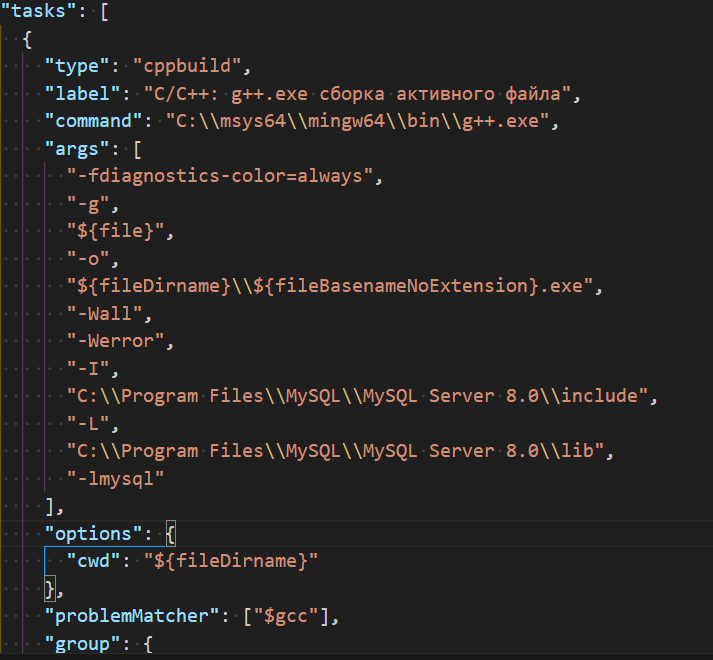 "tasks": [
{
"type": "cppbuild",
"label": "C/C++: g++.exe сборка активного файла",
"command": "C:\\msys64\\mingw64\\bin\\g++.exe",
"args": [
"-fdiagnostics-color=always",
"-g",
"${file}",
"-o",
"${fileDirname}\\${fileBasenameNoExtension}.exe",
"-Wall",
"-Werror",
"-I",
"C:\\Program Files\\MySQL\\MySQL Server 8.0\\include",
"-L",
"C:\\Program Files\\MySQL\\MySQL Server 8.0\\lib",
"-lmysql"
],
"options": {
"cwd": "${fileDirname}"
},
"problemMatcher": ["$gcc"],
"group": {